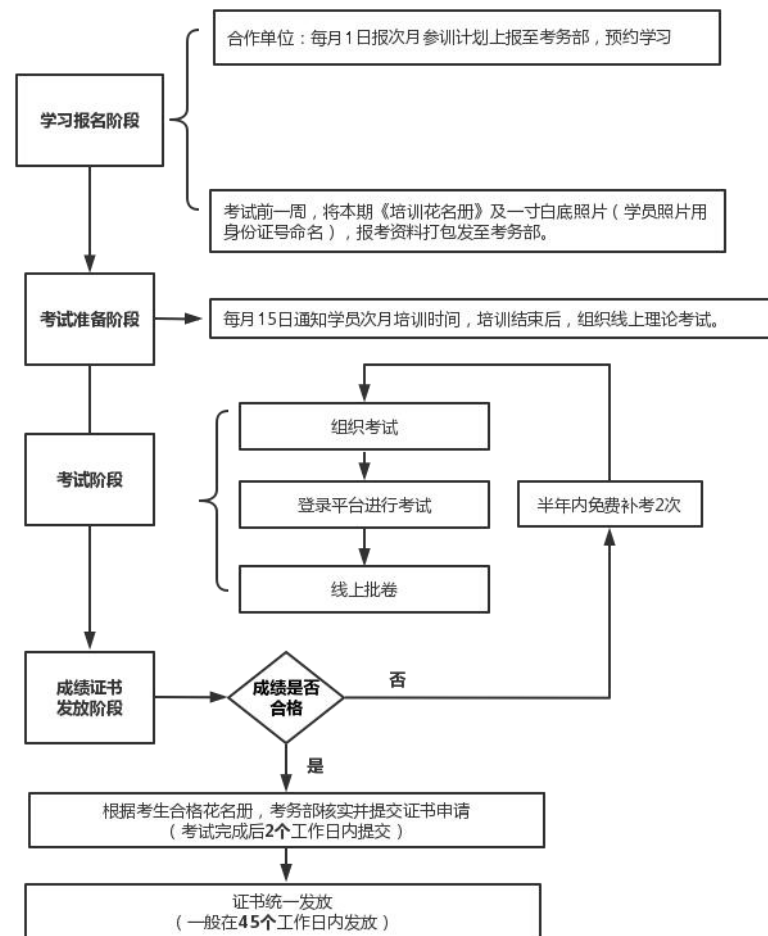 合作单位：每月1日报次月参训计划上报至考务部，预约学习
学习报名阶段
考试前一周，将本期《培训花名册》及一寸白底照片（学员照片用
身份证号命名），报考资料打包发至考务部。
考试准备阶段
每月15日通知学员次月培训时间，培训结束后，组织线上理论考试。
组织考试
考试阶段
登录平台进行考试
半年内免费补考2次
线上批卷
成绩证书
发放阶段
成绩是否
合格
否
是
根据考生合格花名册，考务部核实并提交证书申请
（考试完成后2个工作日内提交）
证书统一发放
（一般在45个工作日内发放）